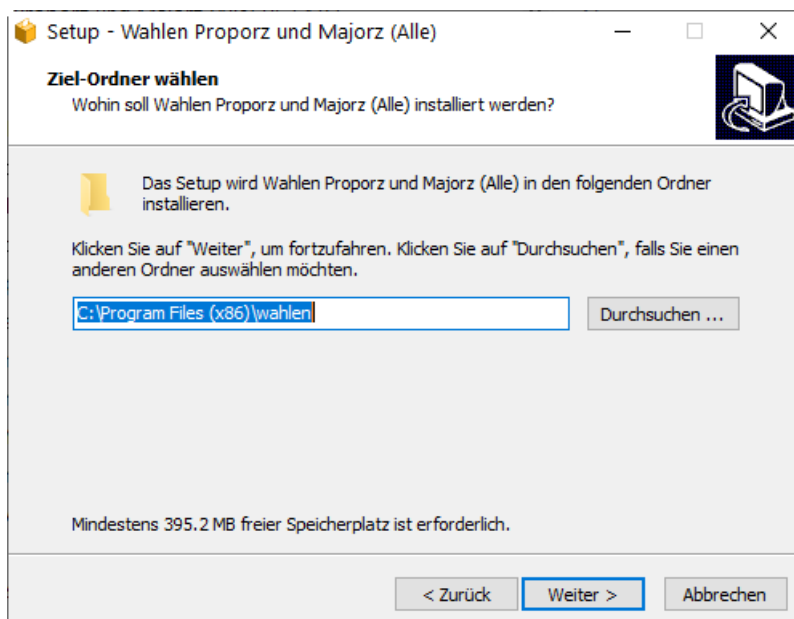 Setup - Wahlen Proporz und Majorz (Alle)
Ziel-Ordner wählen
Wohin soll Wahlen Proporz und Majorz (Alle) installiert werden?
Das Setup wird Wahlen Proporz und Majorz (Alle) in den folgenden Ordner
installieren.
Klicken Sie auf "Weiter", um fortzufahren. Klicken Sie auf "Durchsuchen", falls Sie einen
anderen Ordner auswählen möchten.
C:\Program Files (x86)\wahlen
Durchsuchen ...
Mindestens 395.2 MB freier Speicherplatz ist erforderlich.
< Zurück
Weiter >
Abbrechen